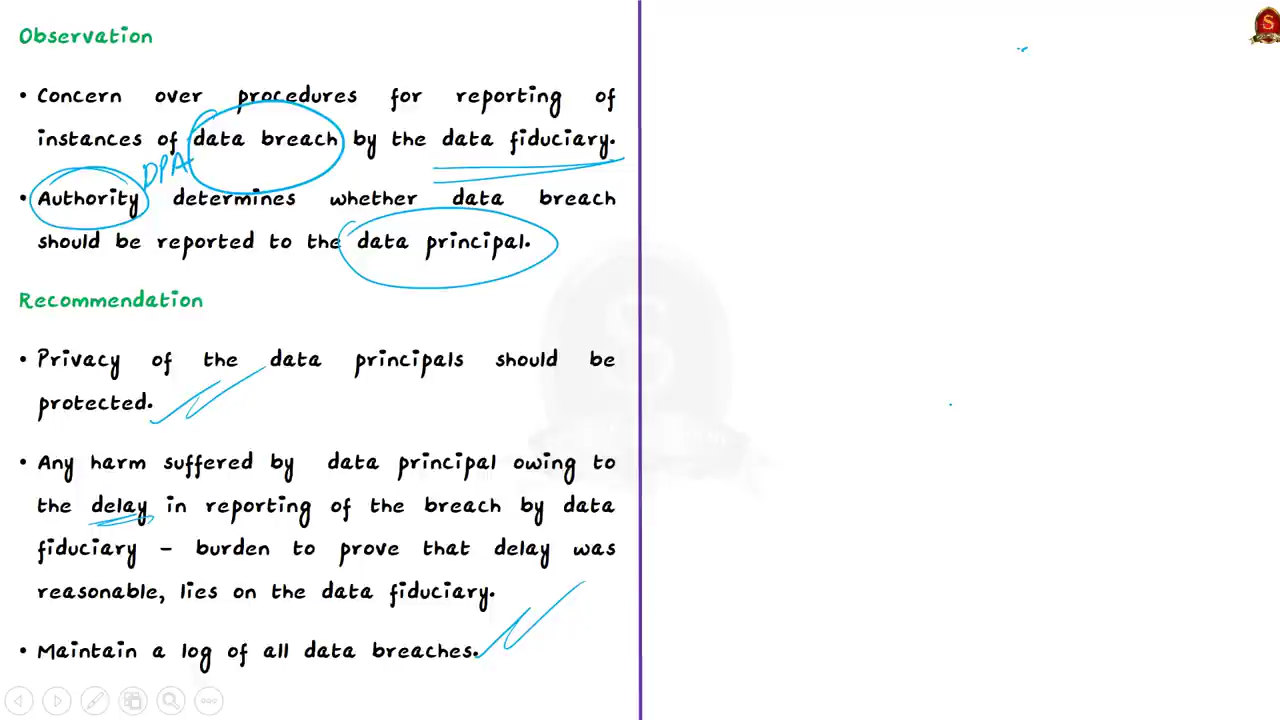 Observation
• Concern over procedures for reporting of
instances of data breach by the data fiduciary.
DPA
• Authority determines whether data breach
should be reported to the data principal.
Recommendation
• Privacy of the data principals should be
protected.
• Any harm suffered by data principal owing to
the delay in reporting of the breach by data
fiduciary – burden to prove that delay was
reasonable, lies on the data fiduciary.
• Maintain a log of all data breaches.
S